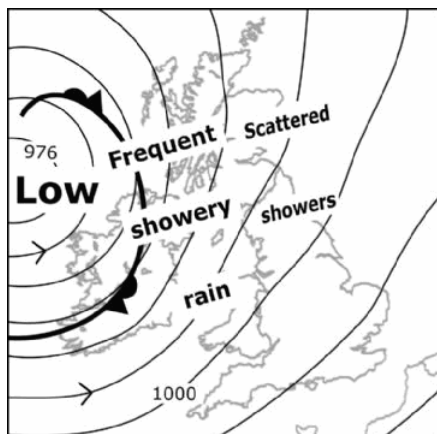 976
Low
Frequent
showery
rain
Scattered
showers
1000